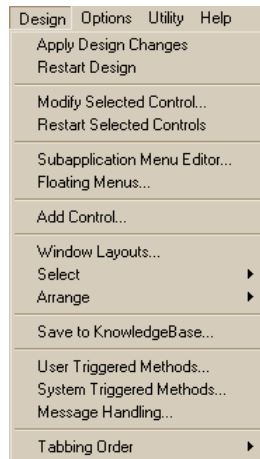 Design Options Utility Help
Apply Design Changes
Restart Design
Modify Selected Control...
Restart Selected Controls
Subapplication Menu Editor...
Floating Menus...
Add Control...
Window Layouts...
Select
Arrange
Save to KnowledgeBase...
User Triggered Methods...
System Triggered Methods...
Message Handling...
Tabbing Order